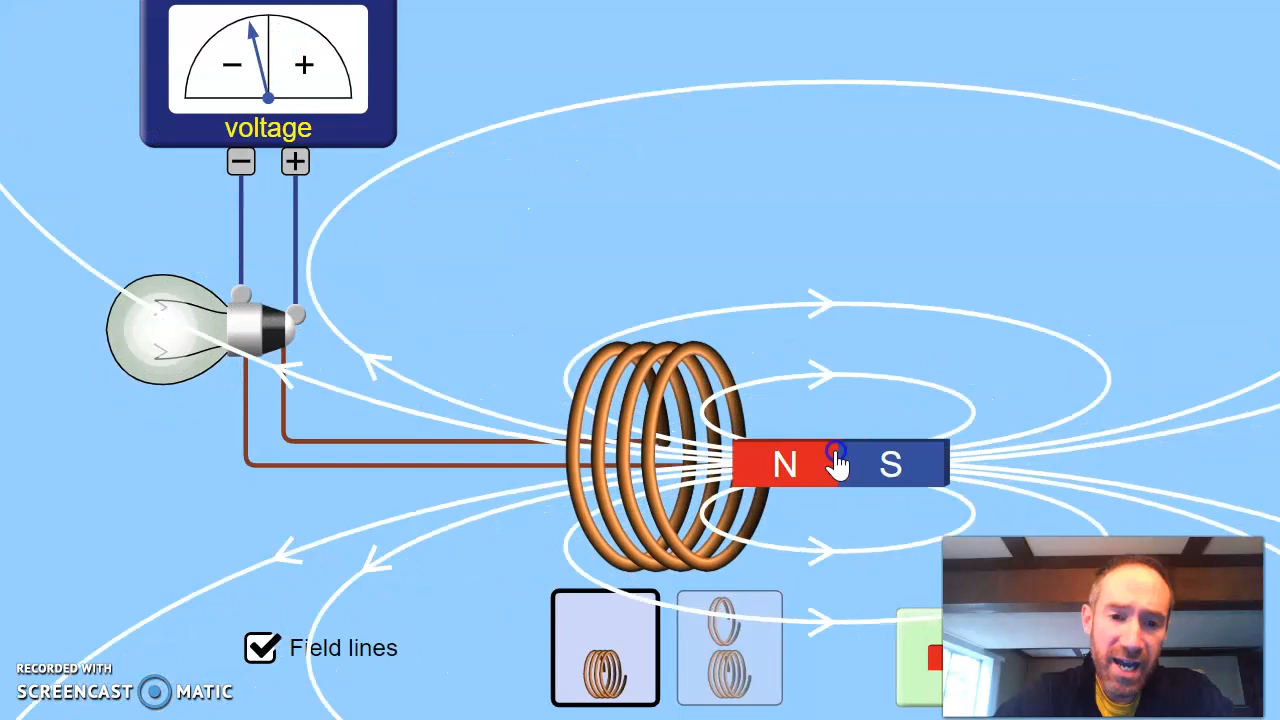 − +
voltage
− +
N S
Field lines
RECORDED WITH
SCREENCAST MATIC